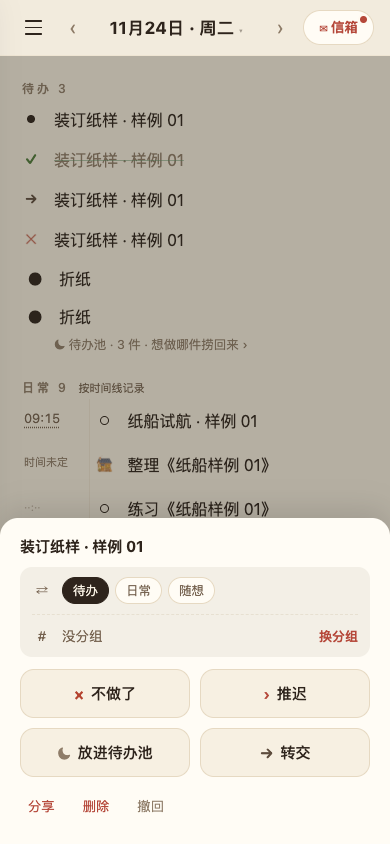 11月24日 · 周二
信箱
待办 3
装订纸样 · 样例 01
装订纸样 · 样例 01
装订纸样 · 样例 01
装订纸样 · 样例 01
折纸
折纸
待办池 · 3 件 · 想做哪件捞回来 ›
日常 9 按时间线记录
09:15 纸船试航 · 样例 01
时间未定 整理《纸船样例 01》
--:-- 练习《纸船样例 01》
装订纸样 · 样例 01
待办 日常 随想
# 没分组 换分组
× 不做了 › 推迟
放进待办池 → 转交
分享 删除 撤回